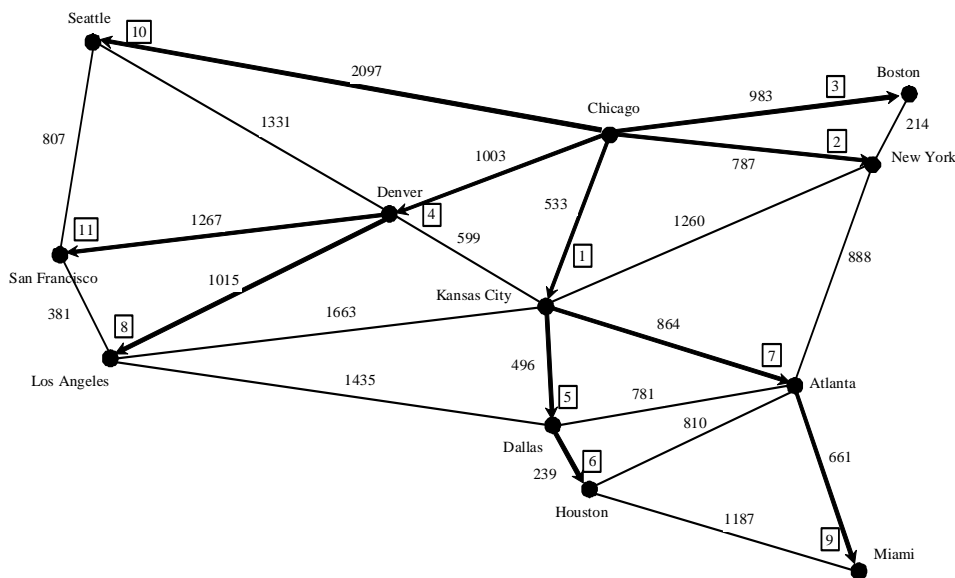 Seattle
10
2097
Boston
3
983
Chicago
214
1331
807
2
New York
787
1003
Denver
4
533
1260
11
1267
599
888
1
San Francisco
1015
Kansas City
381
8
1663
864
7
496
Los Angeles
1435
5
781
Atlanta
810
Dallas
6
239
661
Houston
1187
9
Miami